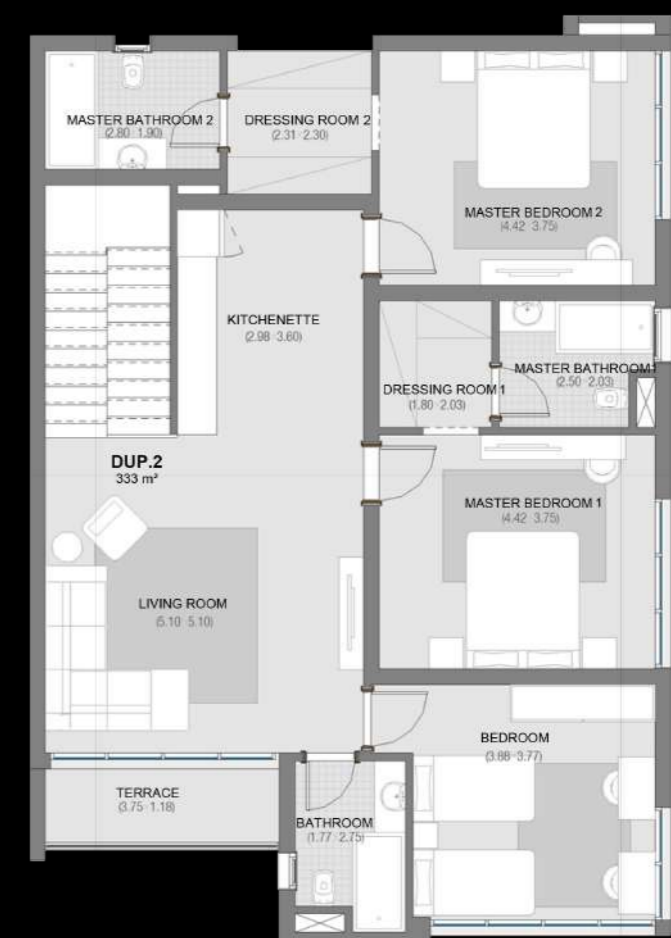 MASTER BATHROOM 2
(2.80 1.90)
DRESSING ROOM 2
(2.31 2.30)
MASTER BEDROOM 2
(4.42 3.75)
KITCHENETTE
(2.98 3.60)
MASTER BATHROOM 1
(2.50 2.03)
DRESSING ROOM 1
(1.80 2.03)
DUP.2
333 m²
MASTER BEDROOM 1
(4.42 3.75)
LIVING ROOM
(5.10 5.10)
BEDROOM
(3.88 3.77)
TERRACE
(3.75 1.18)
BATHROOM
(1.77 2.75)